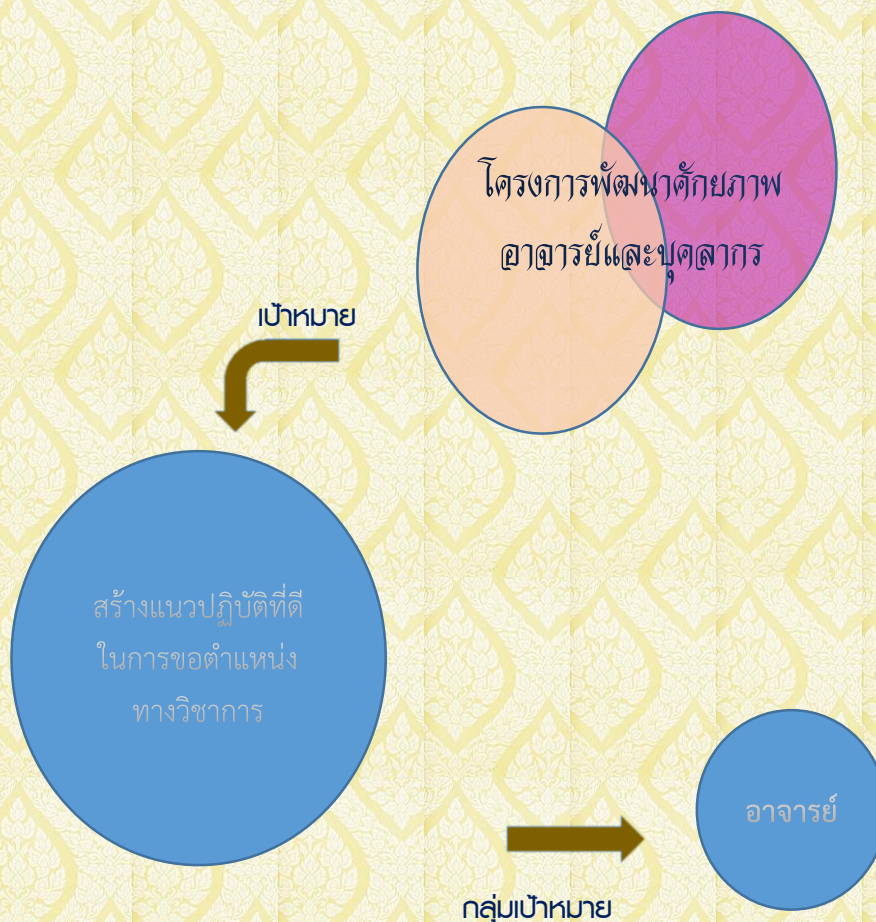 โครงการพัฒนาศักยภาพ
อาจารย์และบุคลากร
เป้าหมาย
สร้างแนวปฏิบัติที่ดี
ในการขอตำแหน่ง
ทางวิชาการ
อาจารย์
กลุ่มเป้าหมาย